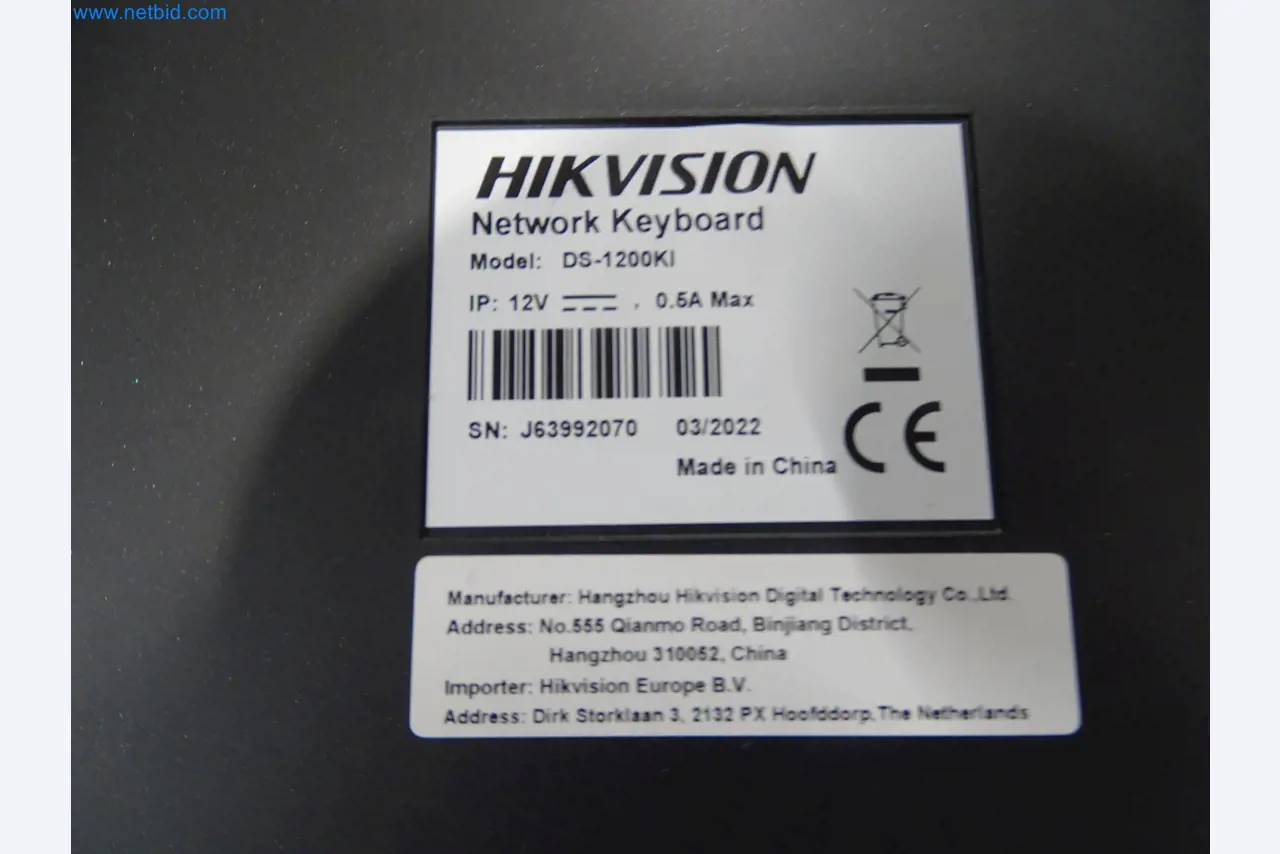 www.netbid.com
HIKVISION
Network Keyboard
Model: DS-1200KI
IP: 12V ⎓ , 0.5A Max
SN: J63992070 03/2022
Made in China
CE
Manufacturer: Hangzhou Hikvision Digital Technology Co.,Ltd.
Address: No.555 Qianmo Road, Binjiang District,
Hangzhou 310052, China
Importer: Hikvision Europe B.V.
Address: Dirk Storklaan 3, 2132 PX Hoofddorp,The Netherlands